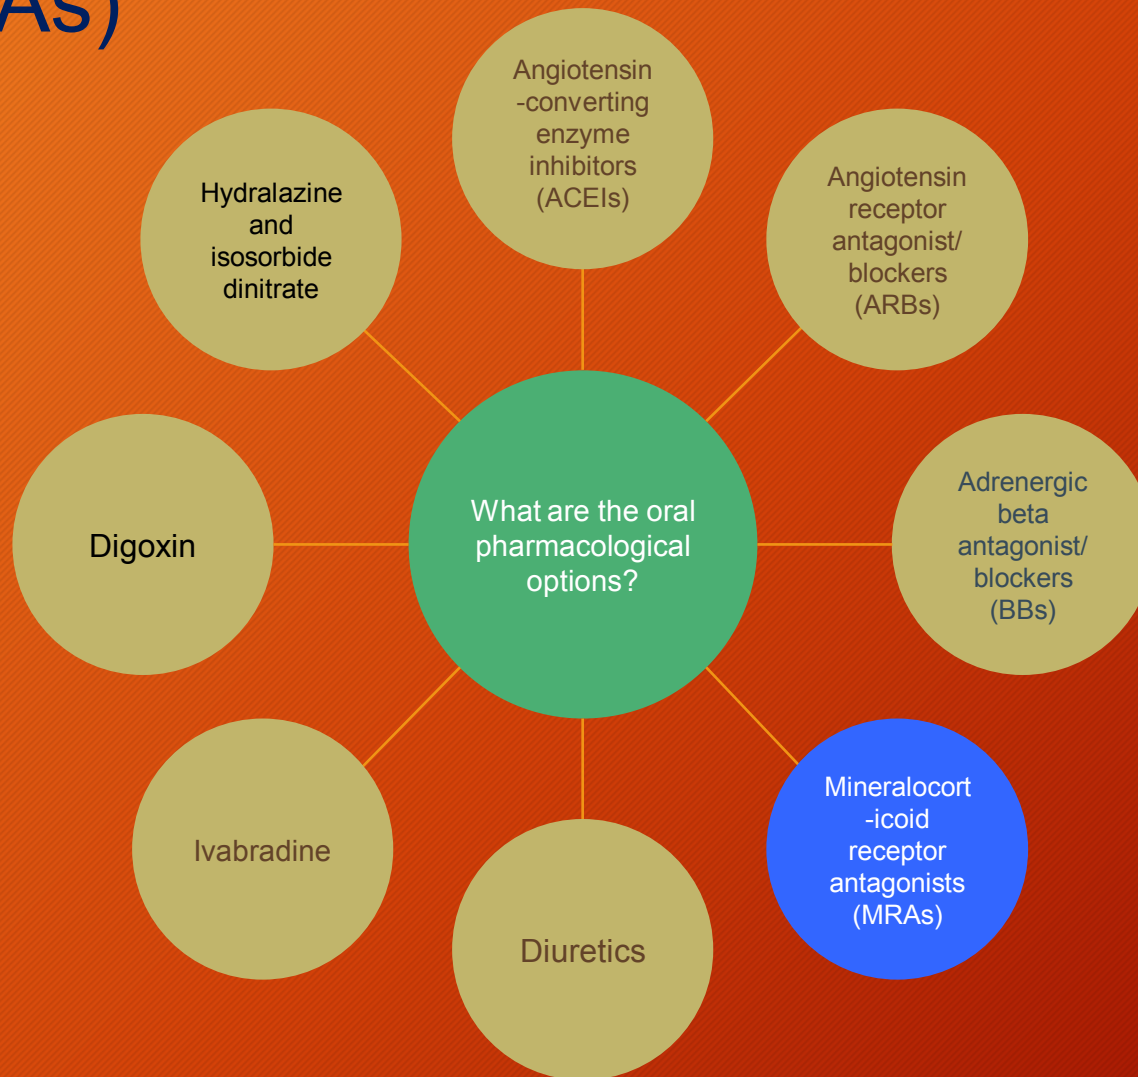 As)
Angiotensin
-converting
enzyme
inhibitors
(ACEIs)
Angiotensin
receptor
antagonist/
blockers
(ARBs)
Adrenergic
beta
antagonist/
blockers
(BBs)
Mineralocort
-icoid
receptor
antagonists
(MRAs)
Diuretics
Ivabradine
Digoxin
Hydralazine
and
isosorbide
dinitrate
What are the oral
pharmacological
options?